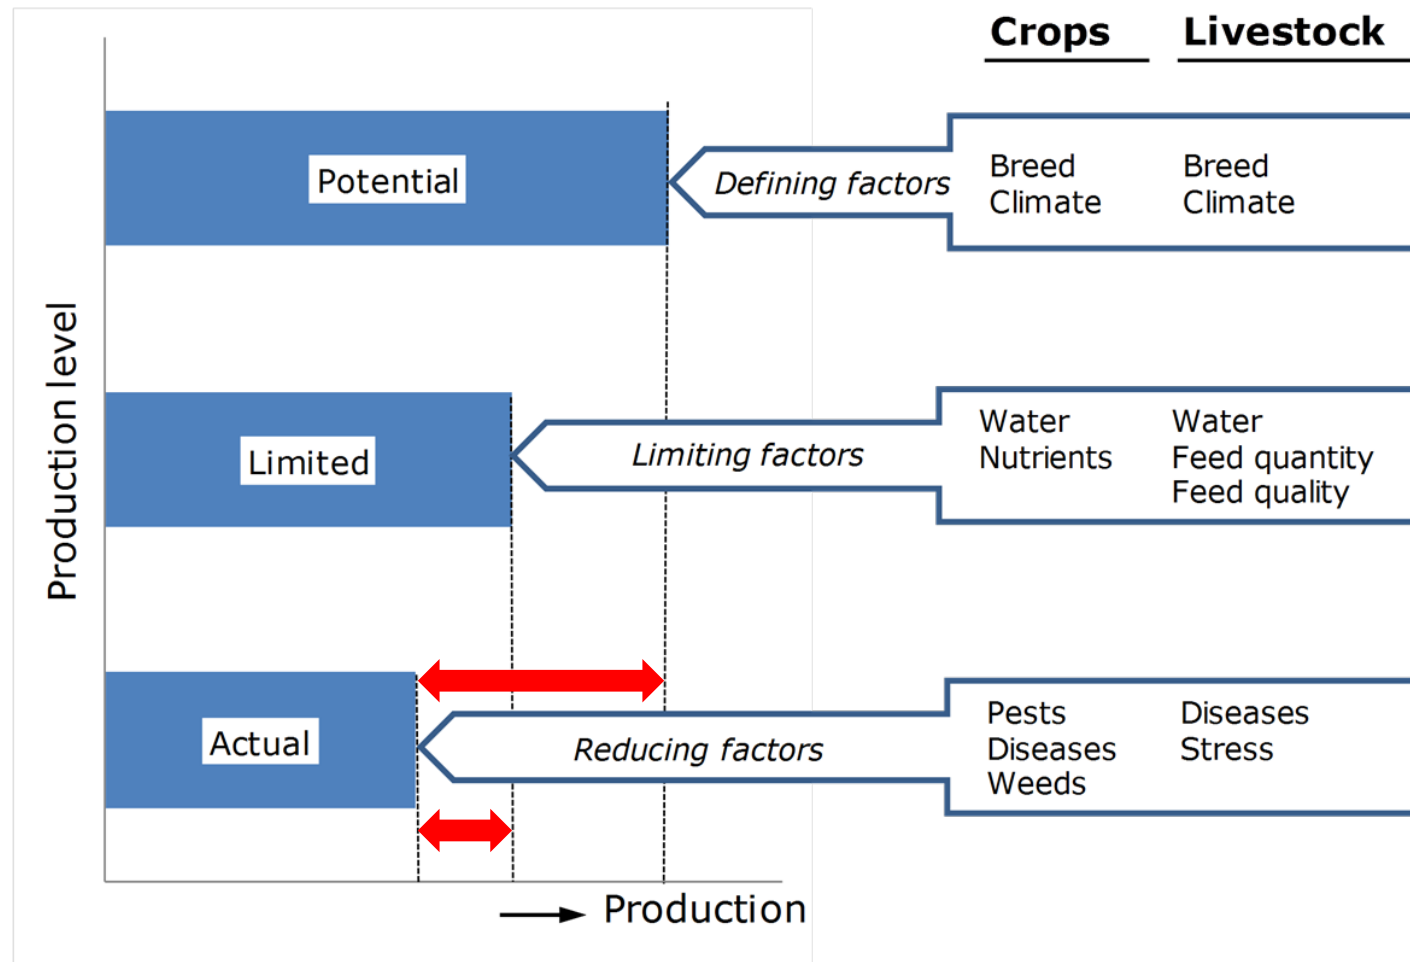 Crops Livestock
Potential
Defining factors
Breed Breed
Climate Climate
Production level
Limited
Limiting factors
Water Water
Nutrients Feed quantity
Feed quality
Actual
Reducing factors
Pests Diseases
Diseases Stress
Weeds
Production